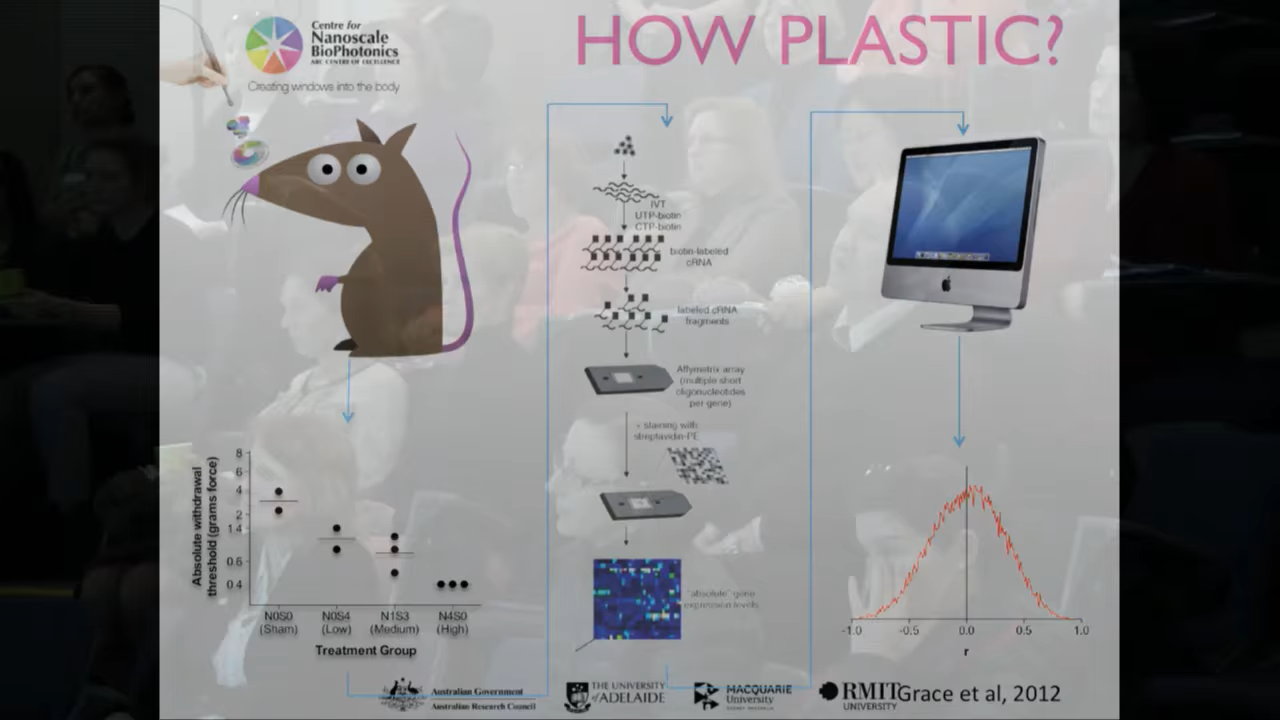 Centre for
Nanoscale
BioPhotonics
ARC CENTRE OF EXCELLENCE
Creating windows into the body
HOW PLASTIC?
IVT
UTP-biotin
CTP-biotin
biotin-labeled
cRNA
labeled cRNA
fragments
Affymetrix array
(multiple short
oligonucleotides
per gene)
+ staining with
streptavidin-PE
"absolute" gene
expression levels
Absolute withdrawal
threshold (grams force)
8
6
4
2
1.4
0.6
0.4
N0S0
(Sham)
N0S4
(Low)
N1S3
(Medium)
N4S0
(High)
Treatment Group
-1.0 -0.5 0.0 0.5 1.0
r
Australian Government
Australian Research Council
THE UNIVERSITY
of ADELAIDE
MACQUARIE
University
SYDNEY·AUSTRALIA
RMIT
UNIVERSITY
Grace et al, 2012